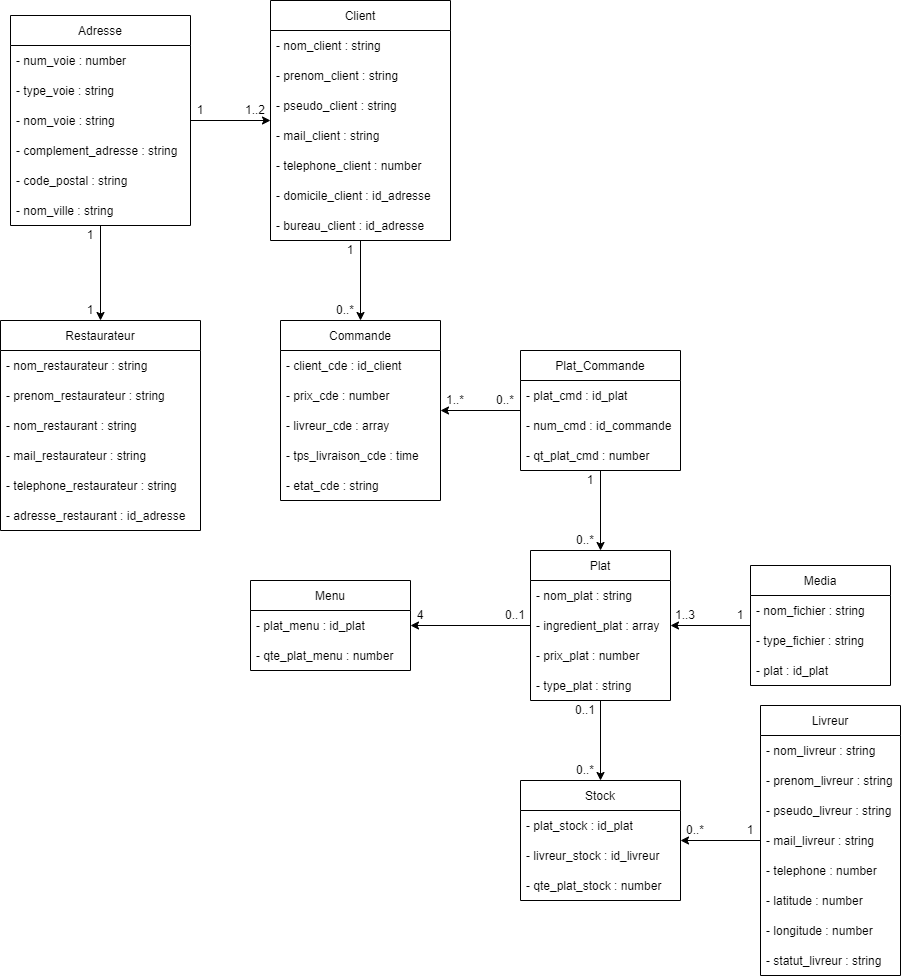 Adresse
- num_voie : number
- type_voie : string
- nom_voie : string
- complement_adresse : string
- code_postal : string
- nom_ville : string
1
1..2
Client
- nom_client : string
- prenom_client : string
- pseudo_client : string
- mail_client : string
- telephone_client : number
- domicile_client : id_adresse
- bureau_client : id_adresse
1
1
1
0..*
Restaurateur
- nom_restaurateur : string
- prenom_restaurateur : string
- nom_restaurant : string
- mail_restaurateur : string
- telephone_restaurateur : string
- adresse_restaurant : id_adresse
Commande
- client_cde : id_client
- prix_cde : number
- livreur_cde : array
- tps_livraison_cde : time
- etat_cde : string
1..*
0..*
Plat_Commande
- plat_cmd : id_plat
- num_cmd : id_commande
- qt_plat_cmd : number
1
0..*
Menu
- plat_menu : id_plat
- qte_plat_menu : number
4
0..1
Plat
- nom_plat : string
- ingredient_plat : array
- prix_plat : number
- type_plat : string
1..3
1
Media
- nom_fichier : string
- type_fichier : string
- plat : id_plat
0..1
0..*
Stock
- plat_stock : id_plat
- livreur_stock : id_livreur
- qte_plat_stock : number
0..*
1
Livreur
- nom_livreur : string
- prenom_livreur : string
- pseudo_livreur : string
- mail_livreur : string
- telephone : number
- latitude : number
- longitude : number
- statut_livreur : string